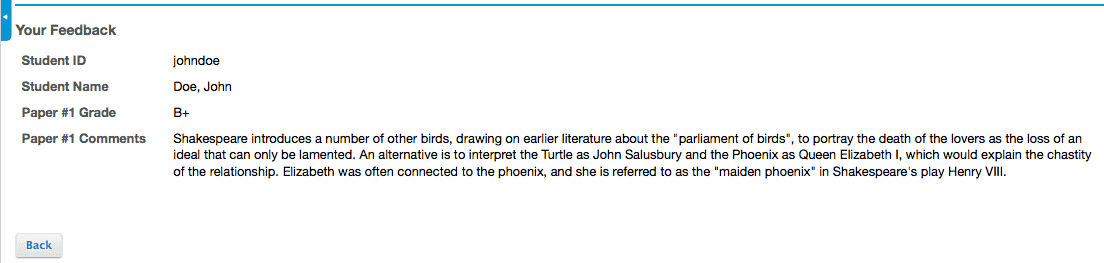 Your Feedback
Student ID johndoe
Student Name Doe, John
Paper #1 Grade B+
Paper #1 Comments Shakespeare introduces a number of other birds, drawing on earlier literature about the "parliament of birds", to portray the death of the lovers as the loss of an
ideal that can only be lamented. An alternative is to interpret the Turtle as John Salusbury and the Phoenix as Queen Elizabeth I, which would explain the chastity
of the relationship. Elizabeth was often connected to the phoenix, and she is referred to as the "maiden phoenix" in Shakespeare's play Henry VIII.
Back